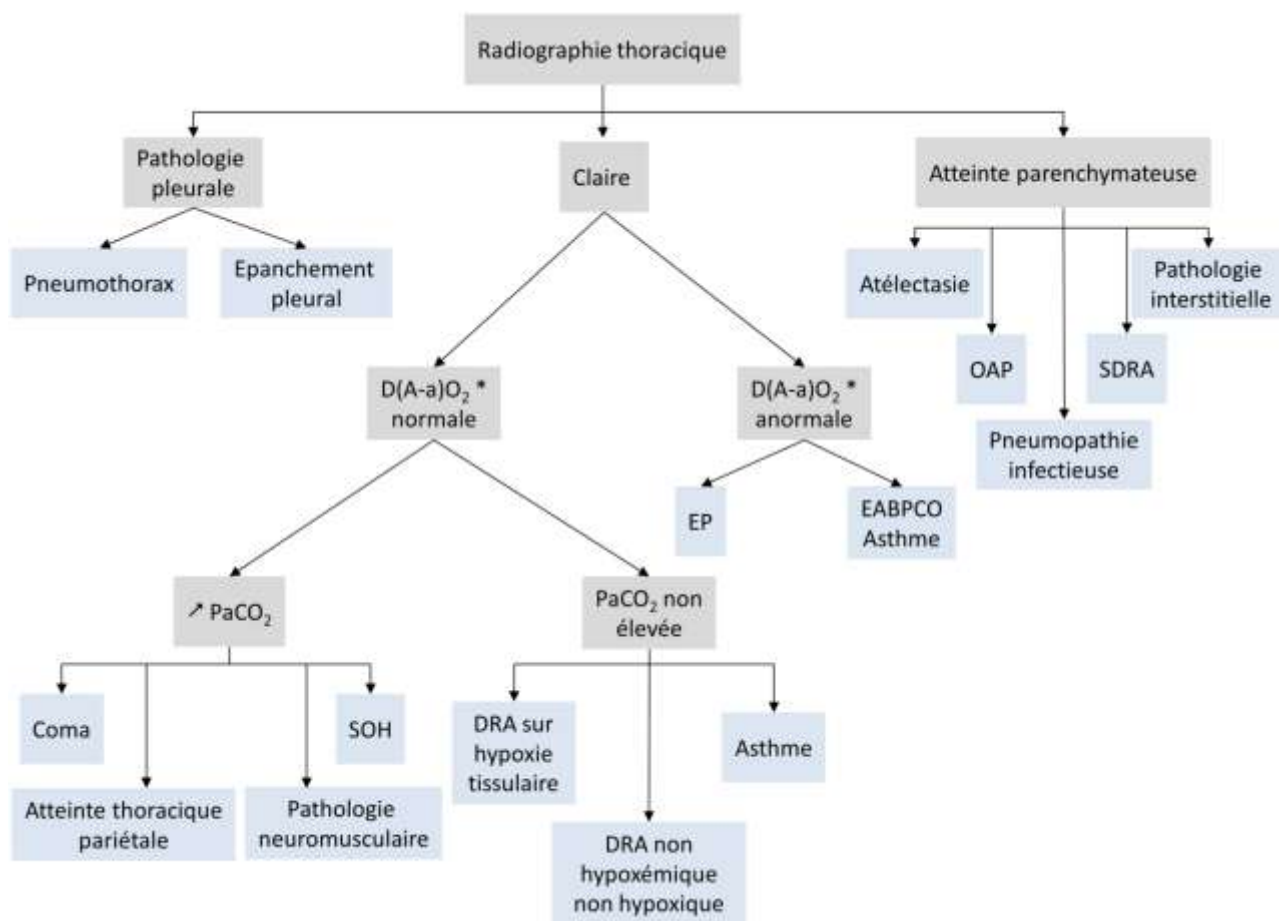 Radiographie thoracique
Pathologie
pleurale
Claire
Atteinte parenchymateuse
Pneumothorax
Epanchement
pleural
Atélectasie
Pathologie
interstitielle
OAP
SDRA
Pneumopathie
infectieuse
D(A-a)O₂ *
normale
D(A-a)O₂ *
anormale
EP
EABPCO
Asthme
↗ PaCO₂
PaCO₂ non
élevée
Coma
SOH
Atteinte thoracique
pariétale
Pathologie
neuromusculaire
DRA sur
hypoxie
tissulaire
Asthme
DRA non
hypoxémique
non hypoxique